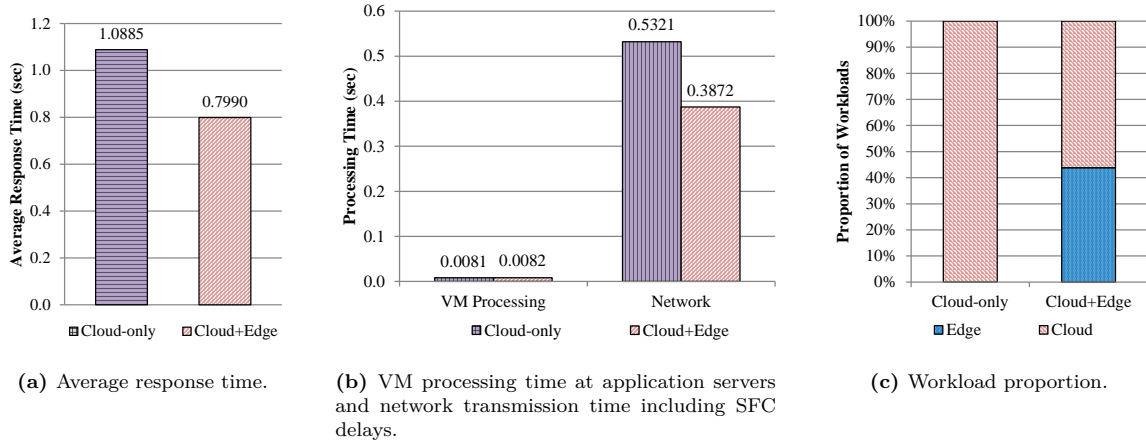 1.2
1.0
0.8
0.6
0.4
0.2
0.0
Average Response Time (sec)
1.0885
0.7990
Cloud-only Cloud+Edge
(a) Average response time.
0.6
0.5
0.4
0.3
0.2
0.1
0.0
Processing Time (sec)
0.0081 0.0082
0.5321
0.3872
VM Processing Network
Cloud-only Cloud+Edge
(b) VM processing time at application servers
and network transmission time including SFC
delays.
100%
90%
80%
70%
60%
50%
40%
30%
20%
10%
0%
Proportion of Workloads
Cloud-only Cloud+Edge
Edge Cloud
(c) Workload proportion.